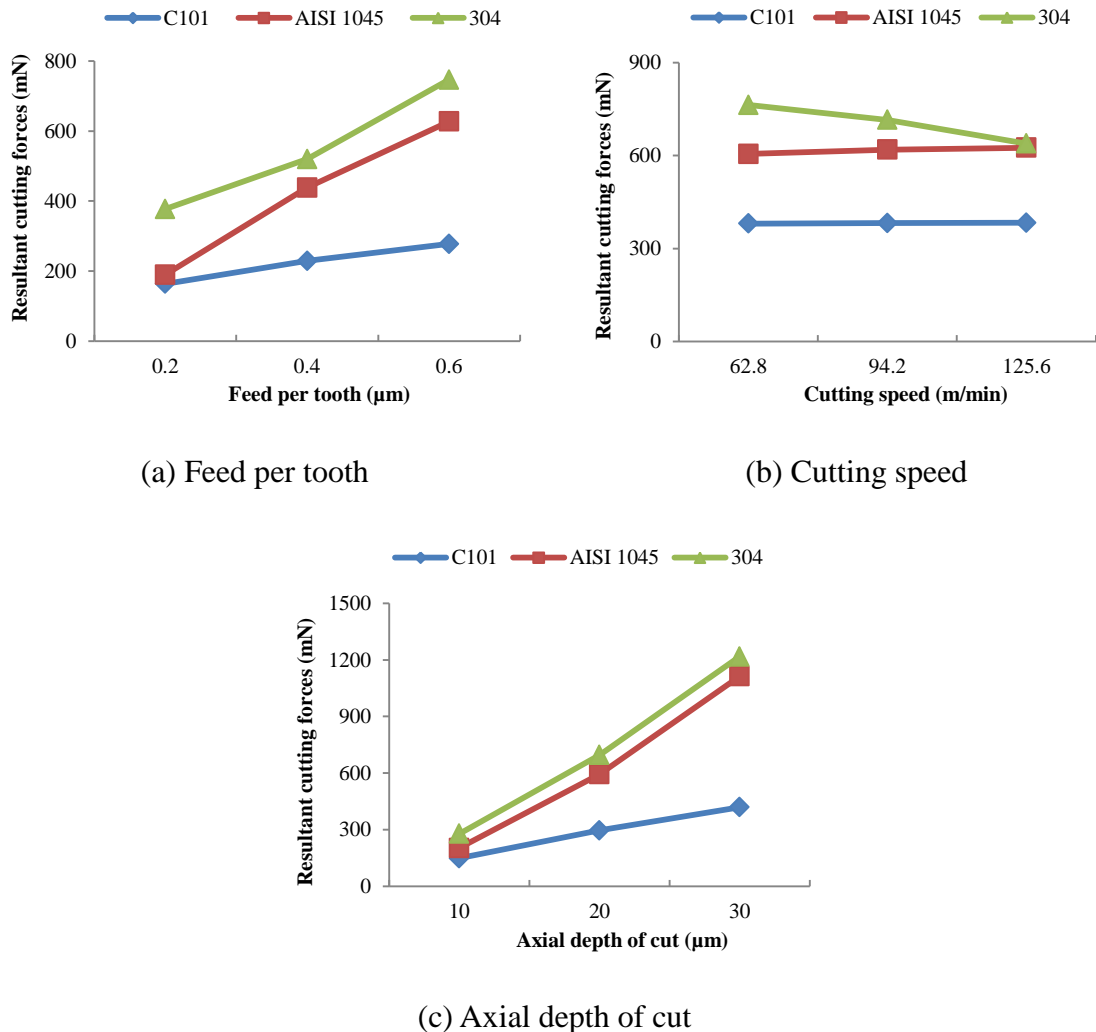 C101 AISI 1045 304
800
600
400
200
0
Resultant cutting forces (mN)
0.2 0.4 0.6
Feed per tooth (μm)
(a) Feed per tooth
C101 AISI 1045 304
900
600
300
0
Resultant cutting forces (mN)
62.8 94.2 125.6
Cutting speed (m/min)
(b) Cutting speed
C101 AISI 1045 304
1500
1200
900
600
300
0
Resultant cutting forces (mN)
10 20 30
Axial depth of cut (μm)
(c) Axial depth of cut